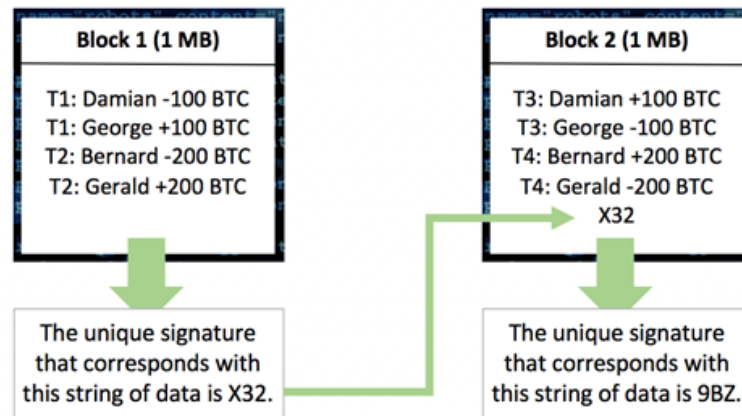 Block 1 (1 MB)
T1: Damian -100 BTC
T1: George +100 BTC
T2: Bernard -200 BTC
T2: Gerald +200 BTC
The unique signature
that corresponds with
this string of data is X32.
Block 2 (1 MB)
T3: Damian +100 BTC
T3: George -100 BTC
T4: Bernard +200 BTC
T4: Gerald -200 BTC
X32
The unique signature
that corresponds with
this string of data is 9BZ.